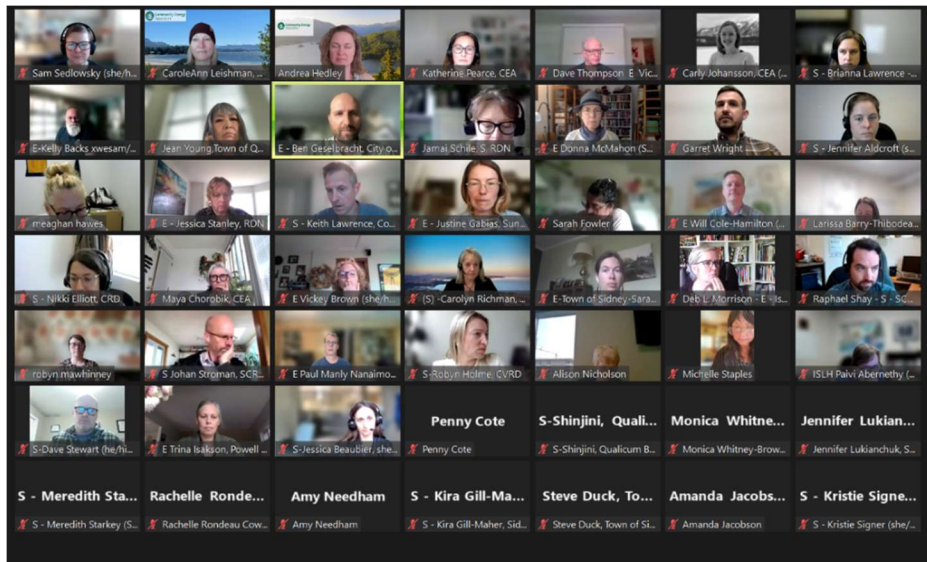 Sam Sedlowsky (she/h...
CaroleAnn Leishman, ...
Andrea Hedley
Katherine Pearce, CEA
Dave Thompson E Vic...
Carly Johansson, CEA (...
S - Brianna Lawrence -...
E-Kelly Backs xwesam/...
Jean Young,Town of Q...
E - Ben Geselbracht, City o...
Jamai Schile, S, RDN
E Donna McMahon (S...
Garret Wright
S - Jennifer Aldcroft (s...
meaghan hawes
E - Jessica Stanley, RDN
S - Keith Lawrence, Co...
E - Justine Gabias, Sun...
Sarah Fowler
E Will Cole-Hamilton (...
Larissa Barry-Thibodea...
S - Nikki Elliott, CRD
Maya Chorobik, CEA
E Vickey Brown (she/h...
(S) -Carolyn Richman, ...
E-Town of Sidney-Sara...
Deb L. Morrison - E - Is...
Raphael Shay - S - SC...
robyn mawhinney
S Johan Stroman, SCR...
E Paul Manly Nanaimo...
S-Robyn Holme, CVRD
Alison Nicholson
Michelle Staples
ISLH Paivi Abernethy (...
S-Dave Stewart (he/hi...
E Trina Isakson, Powell ...
S-Jessica Beaubier, she...
Penny Cote
Penny Cote
S-Shinjini, Quali...
S-Shinjini, Qualicum B...
Monica Whitne...
Monica Whitney-Brow...
Jennifer Lukian...
Jennifer Lukianchuk, S...
S - Meredith Sta...
S - Meredith Starkey (S...
Rachelle Ronde...
Rachelle Rondeau Cow...
Amy Needham
Amy Needham
S - Kira Gill-Ma...
S - Kira Gill-Maher, Sid...
Steve Duck, To...
Steve Duck, Town of Si...
Amanda Jacobs...
Amanda Jacobson
S - Kristie Signe...
S - Kristie Signer (she/...